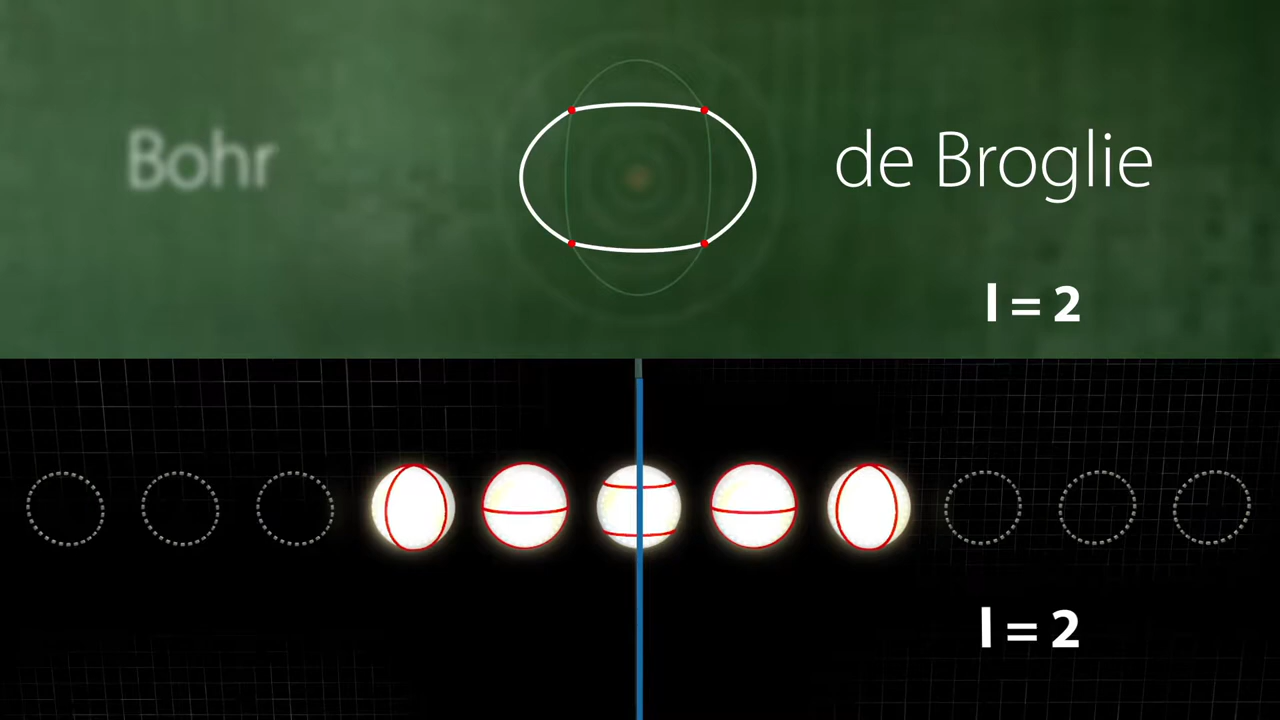 Bohr
de Broglie
l = 2
l = 2